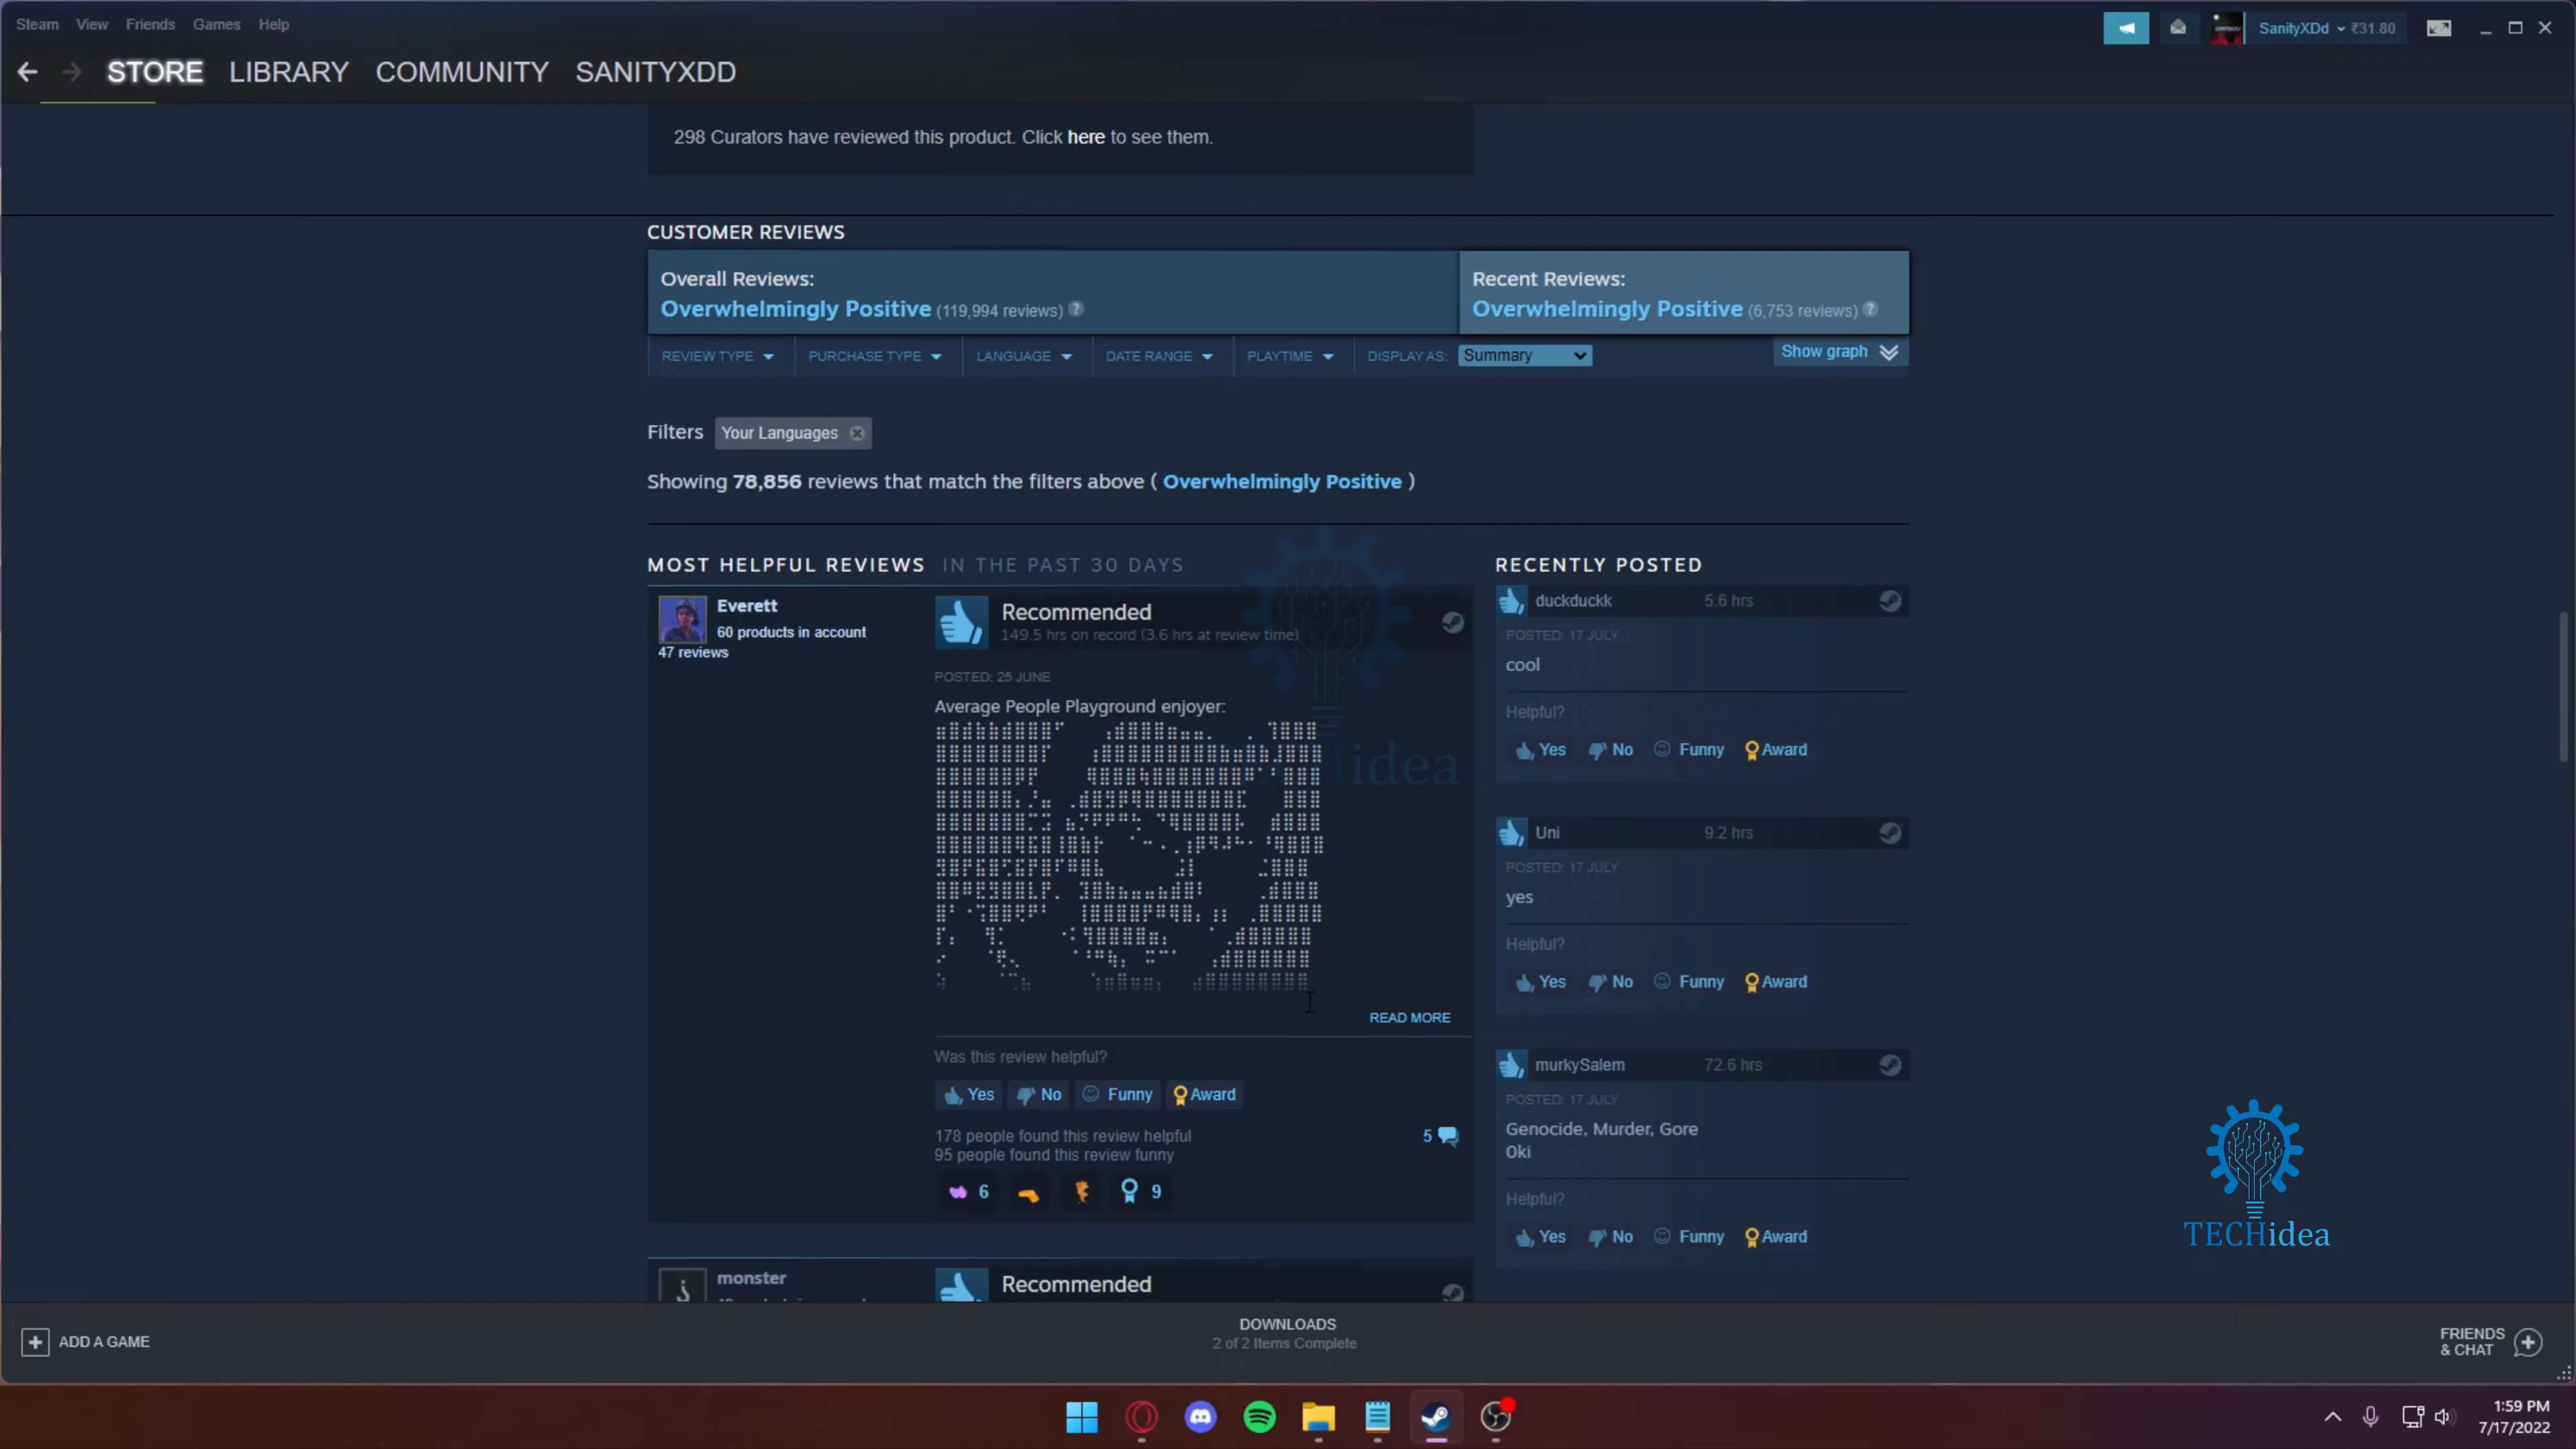 Steam View Friends Games Help
SanityXDd ₹31.80
STORE LIBRARY COMMUNITY SANITYXDD
298 Curators have reviewed this product. Click here to see them.
CUSTOMER REVIEWS
Overall Reviews:
Overwhelmingly Positive (119,994 reviews) ?
Recent Reviews:
Overwhelmingly Positive (6,753 reviews) ?
REVIEW TYPE PURCHASE TYPE LANGUAGE DATE RANGE PLAYTIME DISPLAY AS: Summary Show graph
Filters Your Languages
Showing 78,856 reviews that match the filters above ( Overwhelmingly Positive )
MOST HELPFUL REVIEWS IN THE PAST 30 DAYS
Everett
60 products in account
47 reviews
Recommended
149.5 hrs on record (3.6 hrs at review time)
POSTED: 25 JUNE
Average People Playground enjoyer:
idea
READ MORE
Was this review helpful?
Yes No Funny Award
178 people found this review helpful
95 people found this review funny
5
6 9
monster
Recommended
RECENTLY POSTED
duckduckk 5.6 hrs
POSTED: 17 JULY
cool
Helpful?
Yes No Funny Award
Uni 9.2 hrs
POSTED: 17 JULY
yes
Helpful?
Yes No Funny Award
murkySalem 72.6 hrs
POSTED: 17 JULY
Genocide, Murder, Gore
Oki
Helpful?
Yes No Funny Award
TECHidea
ADD A GAME
DOWNLOADS
2 of 2 Items Complete
FRIENDS
& CHAT
1:59 PM
7/17/2022